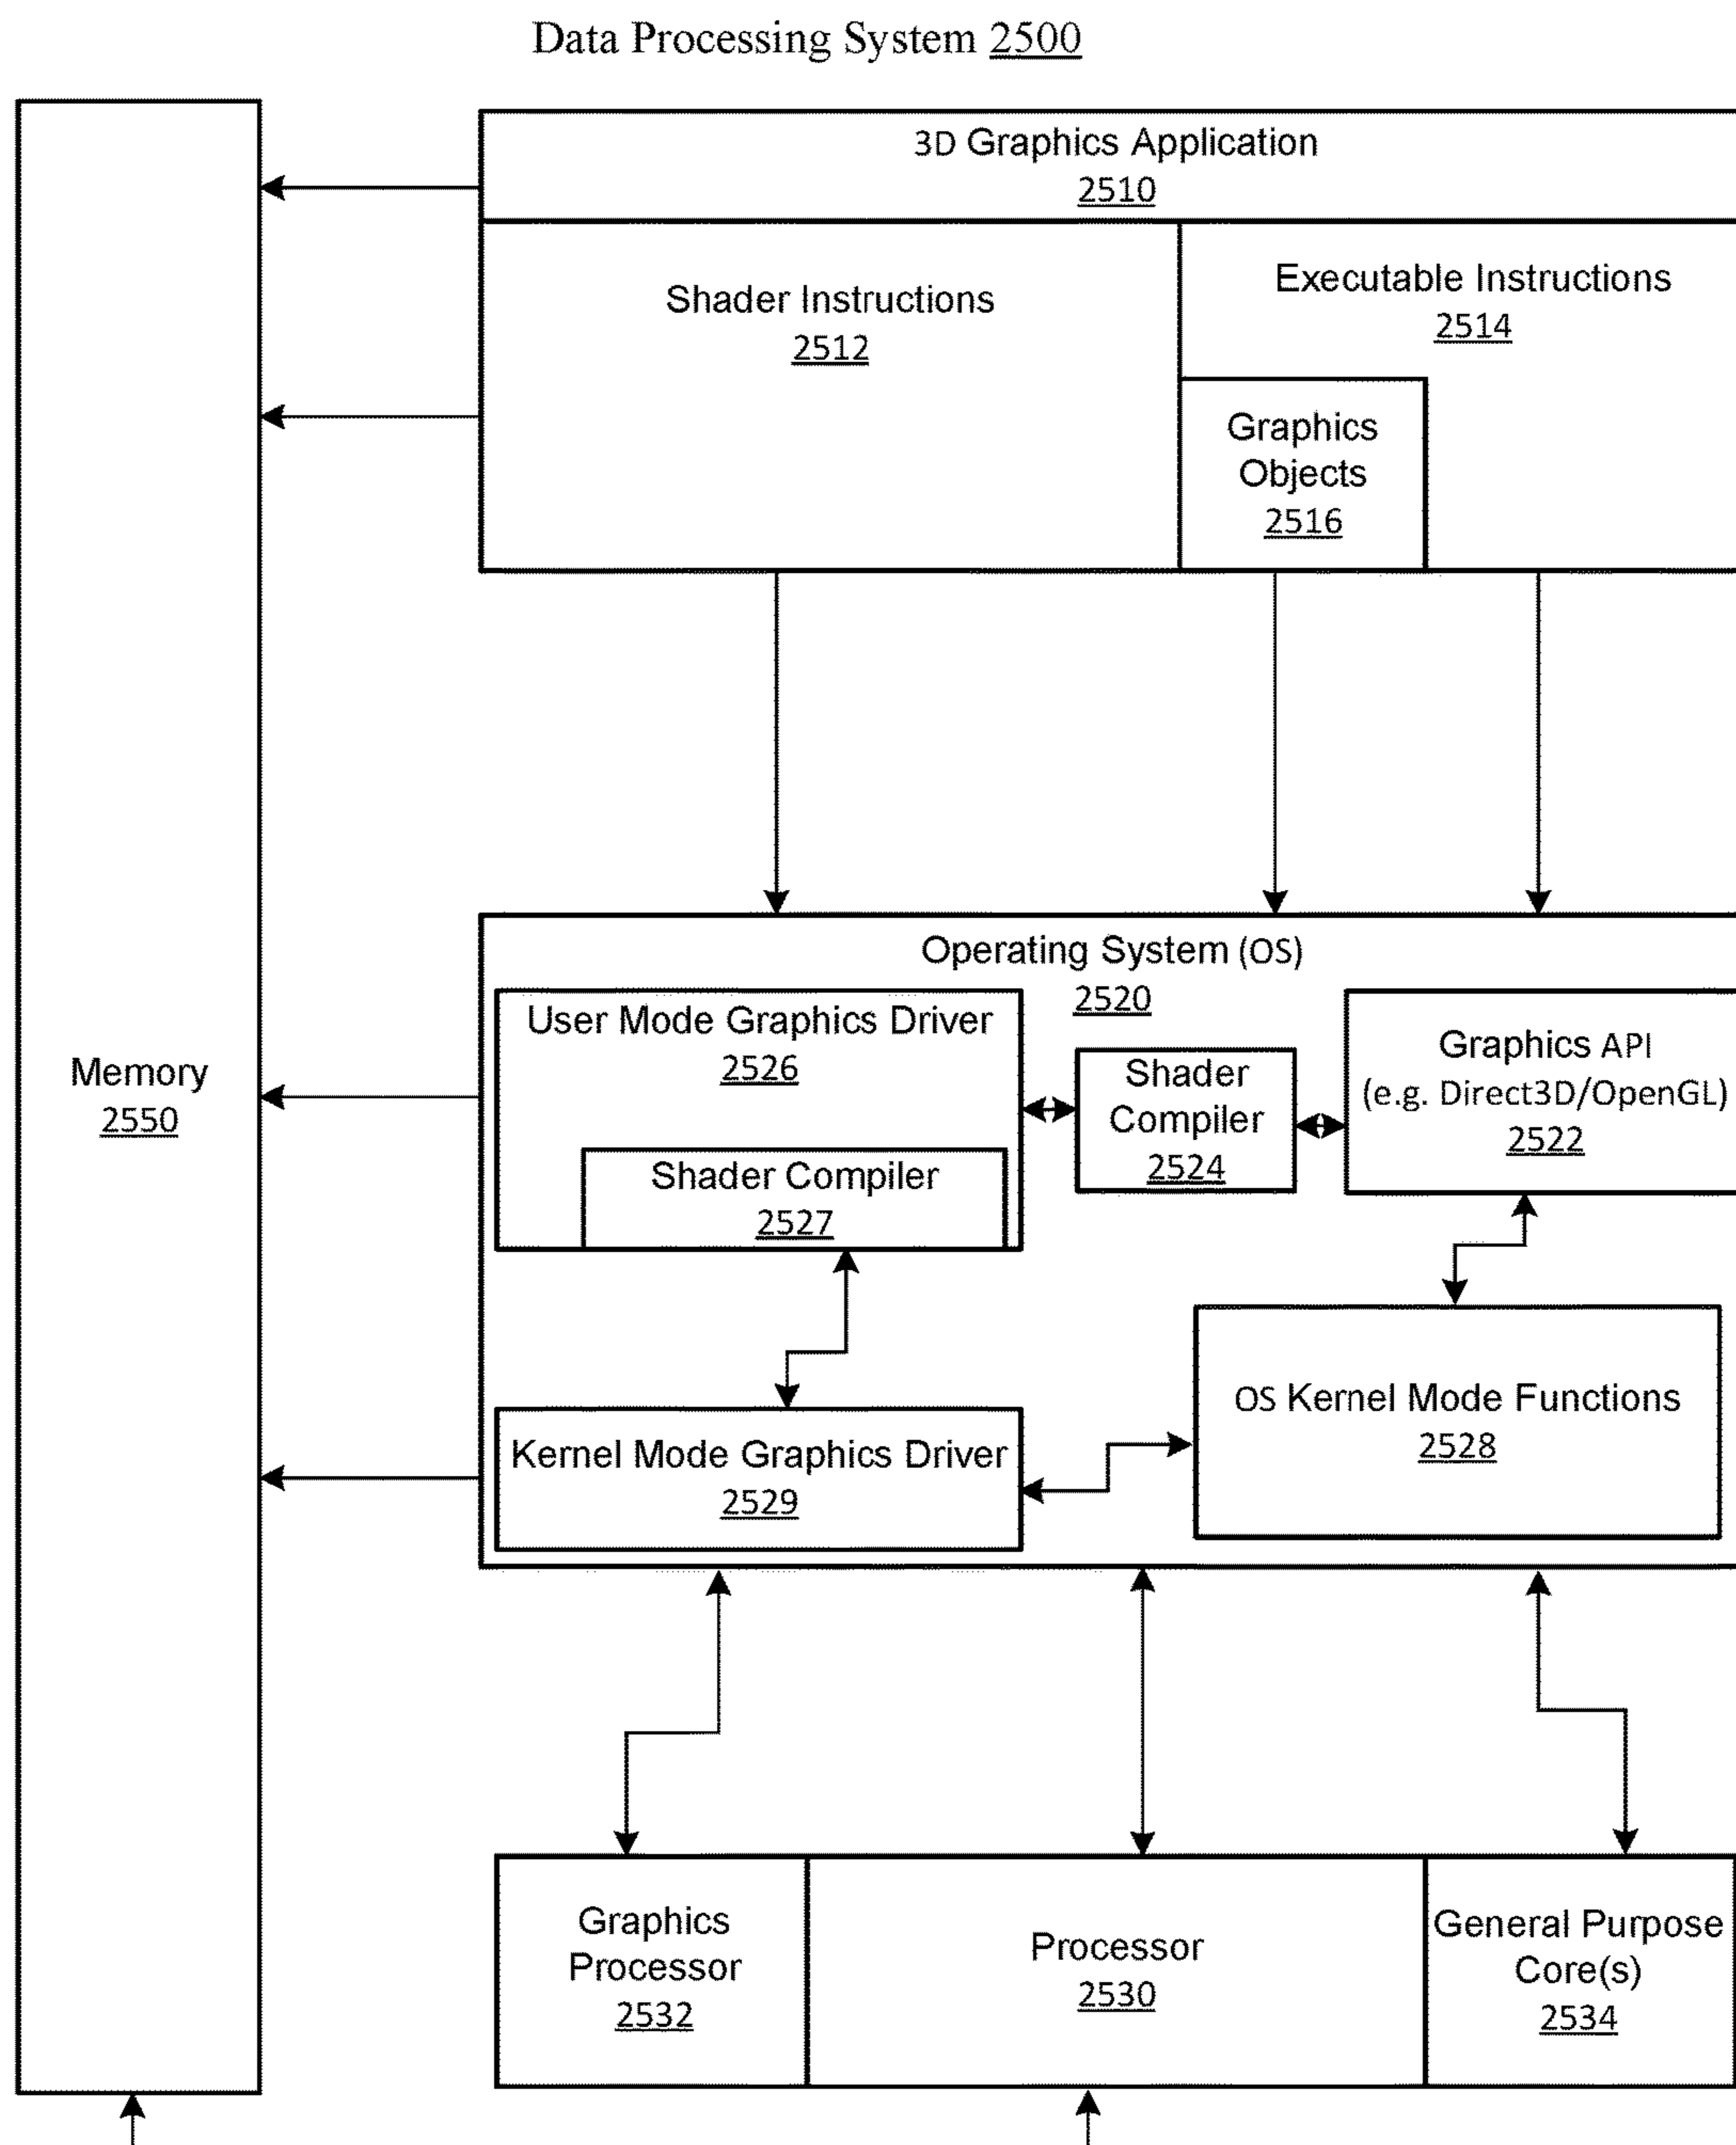 Data Processing System 2500
3D Graphics Application
2510
Shader Instructions
2512
Executable Instructions
2514
Graphics
Objects
2516
Memory
2550
Operating System (OS)
2520
User Mode Graphics Driver
2526
Shader Compiler
2527
Shader
Compiler
2524
Graphics API
(e.g. Direct3D/OpenGL)
2522
Kernel Mode Graphics Driver
2529
OS Kernel Mode Functions
2528
Graphics
Processor
2532
Processor
2530
General Purpose
Core(s)
2534